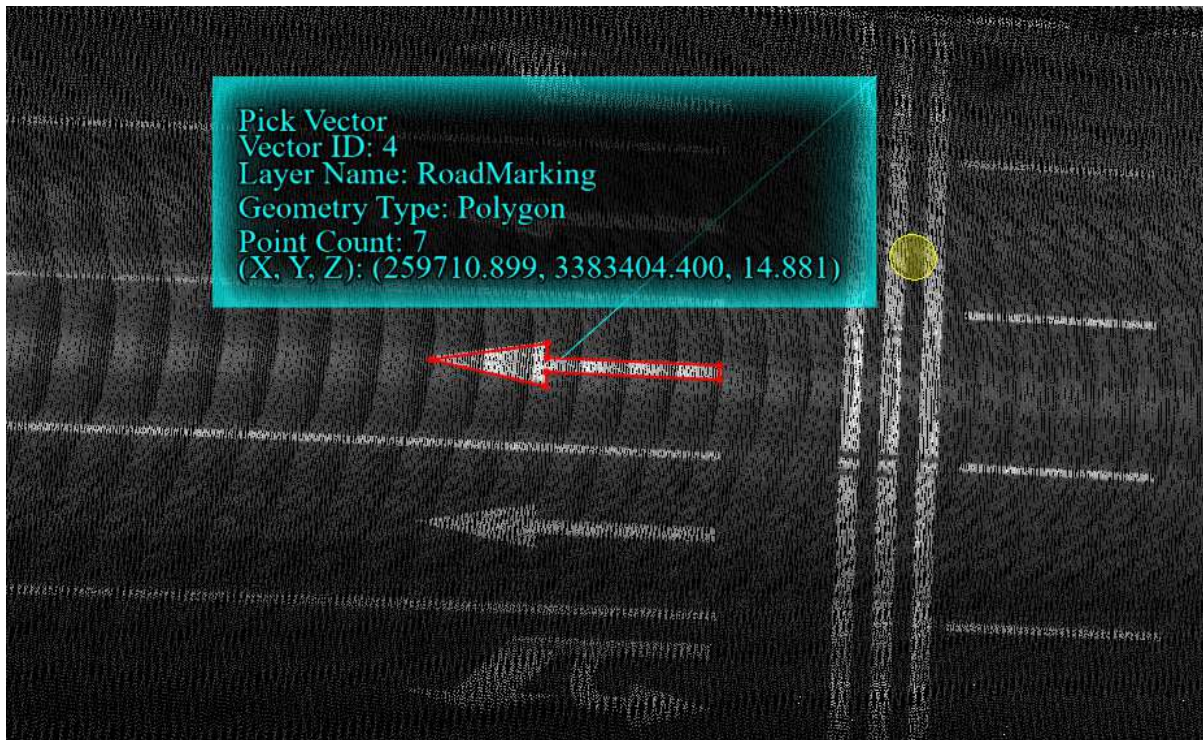 Pick Vector
Vector ID: 4
Layer Name: RoadMarking
Geometry Type: Polygon
Point Count: 7
(X, Y, Z): (259710.899, 3383404.400, 14.881)